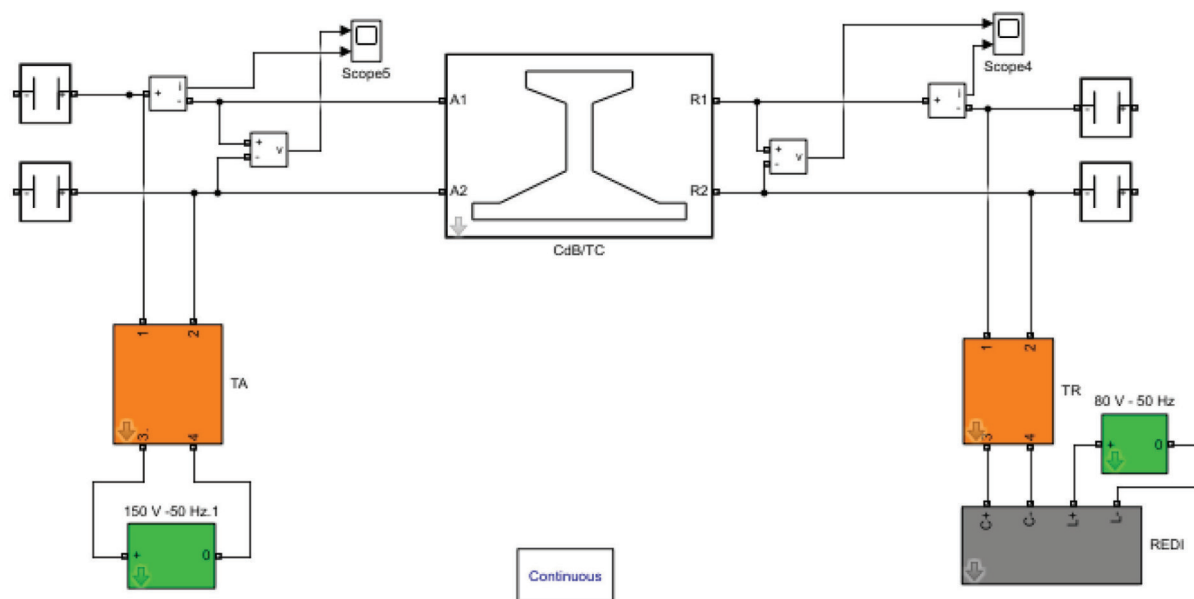 Scope5
Scope4
- +
+ i
-
A1
R1
+ i
-
- +
+
- v
+
- v
- +
A2
R2
- +
CdB/TC
1 2
TA
3. 4
1 2
TR
3 4
80 V - 50 Hz
+ 0
150 V -50 Hz.1
+ 0
C+ C- L+ L-
REDI
Continuous